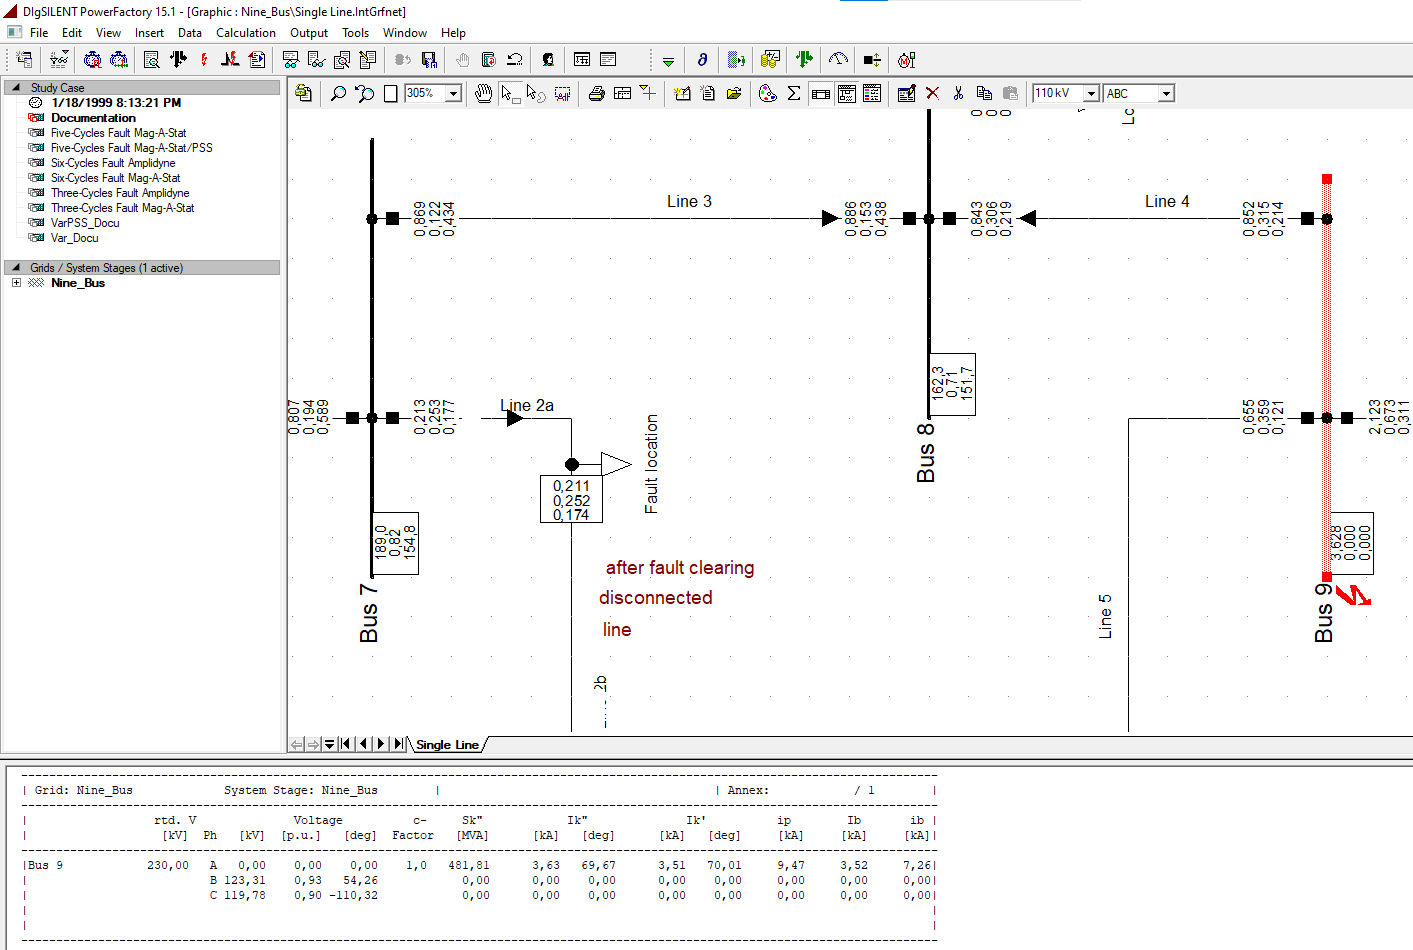 DIgSILENT PowerFactory 15.1 - [Graphic : Nine_Bus\Single Line.IntGrfnet]
File Edit View Insert Data Calculation Output Tools Window Help
Study Case
1/18/1999 8:13:21 PM
Documentation
Five-Cycles Fault Mag-A-Stat
Five-Cycles Fault Mag-A-Stat/PSS
Six-Cycles Fault Amplidyne
Six-Cycles Fault Mag-A-Stat
Three-Cycles Fault Amplidyne
Three-Cycles Fault Mag-A-Stat
VarPSS_Docu
Var_Docu
Grids / System Stages (1 active)
Nine_Bus
305%
110 kV
ABC
0,869
0,122
0,434
Line 3
0,886
0,153
0,438
0,843
0,306
0,219
Line 4
0,852
0,315
0,214
0,807
0,194
0,589
0,213
0,253
0,177
Line 2a
0,211
0,252
0,174
Fault location
162,3
0,71
151,7
Bus 8
0,655
0,359
0,121
2,123
0,673
0,311
189,0
0,82
154,8
Bus 7
3,628
0,000
0,000
Bus 9
after fault clearing
disconnected
line
Line 5
2b
Single Line
| Grid: Nine_Bus System Stage: Nine_Bus | | Annex: / 1 |
| rtd. V Voltage c- Sk" Ik" Ik' ip Ib ib |
| [kV] Ph [kV] [p.u.] [deg] Factor [MVA] [kA] [deg] [kA] [deg] [kA] [kA] [kA]|
|Bus 9 230,00 A 0,00 0,00 0,00 1,0 481,81 3,63 69,67 3,51 70,01 9,47 3,52 7,26|
| B 123,31 0,93 54,26 0,00 0,00 0,00 0,00 0,00 0,00 0,00 0,00|
| C 119,78 0,90 -110,32 0,00 0,00 0,00 0,00 0,00 0,00 0,00 0,00|